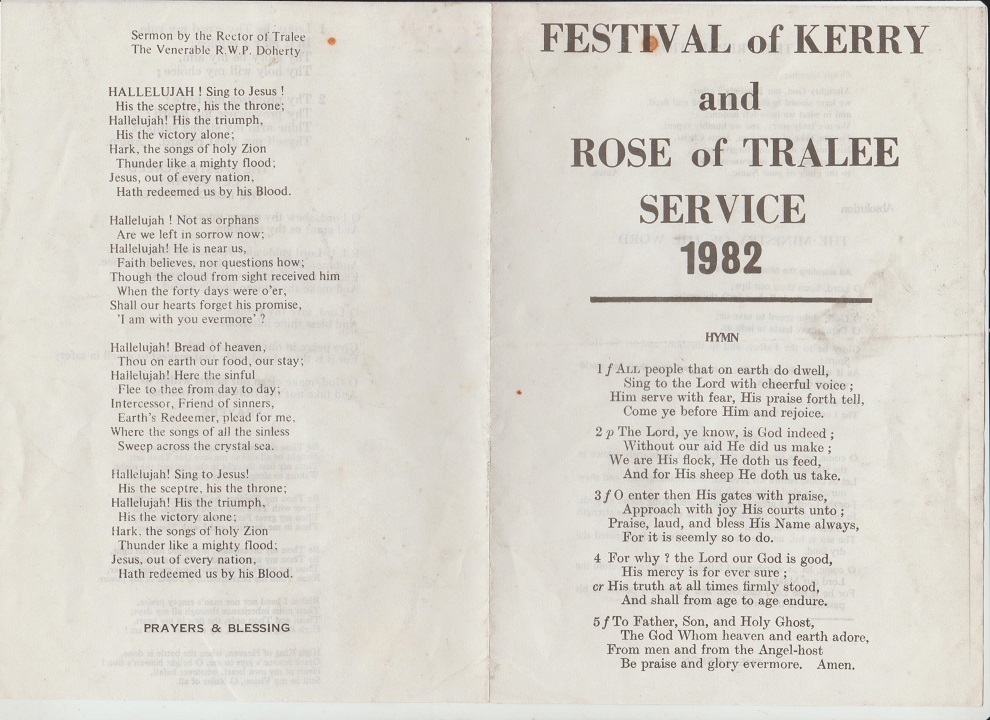 Sermon by the Rector of Tralee
The Venerable R.W.P. Doherty
HALLELUJAH ! Sing to Jesus !
His the sceptre, his the throne;
Hallelujah! His the triumph,
His the victory alone;
Hark, the songs of holy Zion
Thunder like a mighty flood;
Jesus, out of every nation,
Hath redeemed us by his Blood.
Hallelujah ! Not as orphans
Are we left in sorrow now;
Hallelujah! He is near us,
Faith believes, nor questions how;
Though the cloud from sight received him
When the forty days were o'er,
Shall our hearts forget his promise,
'I am with you evermore' ?
Hallelujah! Bread of heaven,
Thou on earth our food, our stay;
Hallelujah! Here the sinful
Flee to thee from day to day;
Intercessor, Friend of sinners,
Earth's Redeemer, plead for me,
Where the songs of all the sinless
Sweep across the crystal sea.
Hallelujah! Sing to Jesus!
His the sceptre, his the throne;
Hallelujah! His the triumph,
His the victory alone;
Hark, the songs of holy Zion
Thunder like a mighty flood;
Jesus, out of every nation,
Hath redeemed us by his Blood.
PRAYERS & BLESSING
FESTIVAL of KERRY
and
ROSE of TRALEE
SERVICE
1982
HYMN
1 f ALL people that on earth do dwell,
Sing to the Lord with cheerful voice ;
Him serve with fear, His praise forth tell,
Come ye before Him and rejoice.
2 p The Lord, ye know, is God indeed ;
Without our aid He did us make ;
We are His flock, He doth us feed,
And for His sheep He doth us take.
3 f O enter then His gates with praise,
Approach with joy His courts unto ;
Praise, laud, and bless His Name always,
For it is seemly so to do.
4 For why ? the Lord our God is good,
His mercy is for ever sure ;
cr His truth at all times firmly stood,
And shall from age to age endure.
5 f To Father, Son, and Holy Ghost,
The God Whom heaven and earth adore,
From men and from the Angel-host
Be praise and glory evermore. Amen.